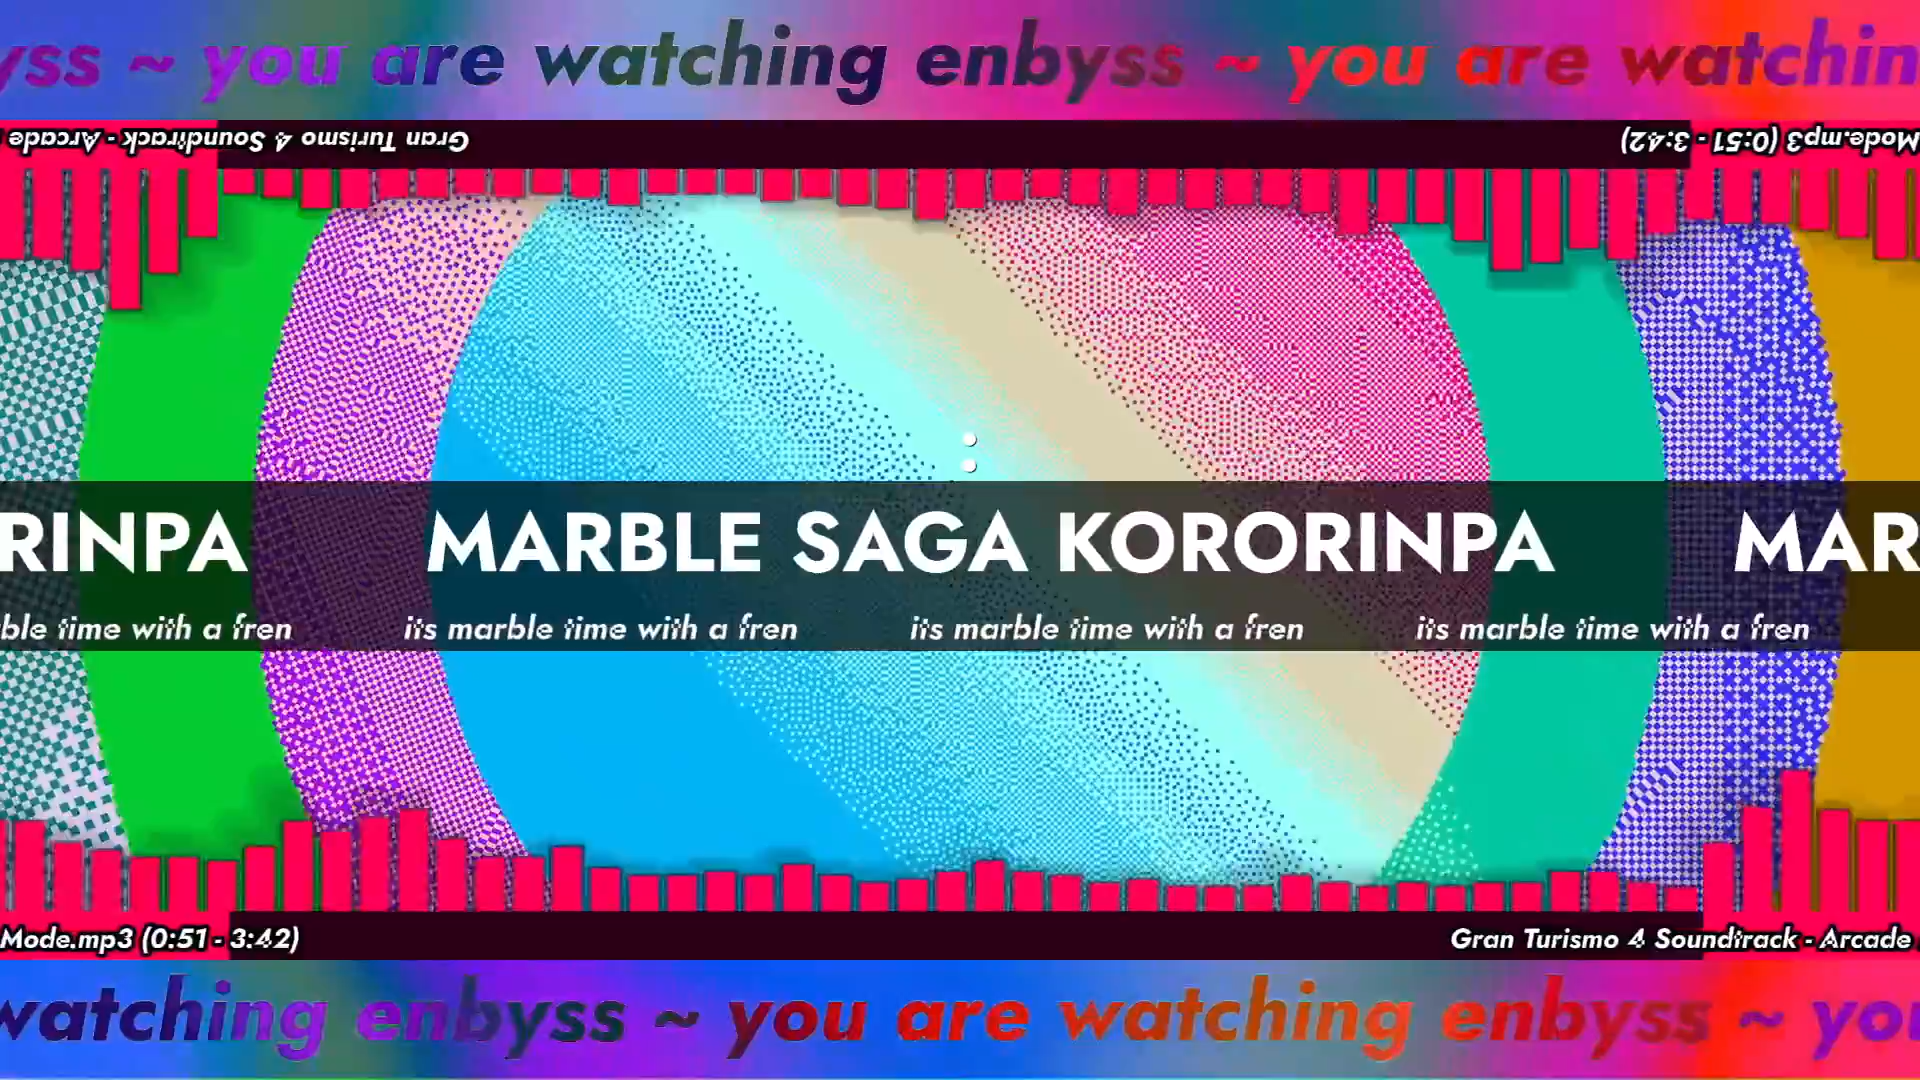 yss ~ you are watching enbyss ~ you are watchin
Arcade - Gran Turismo 4 Soundtrack Mode.mp3 (0:51 - 3:42)
RINPA MARBLE SAGA KORORINPA MAR
ble time with a fren its marble time with a fren its marble time with a fren its marble time with a fren
Mode.mp3 (0:51 - 3:42) Gran Turismo 4 Soundtrack - Arcade
watching enbyss ~ you are watching enbyss ~ you